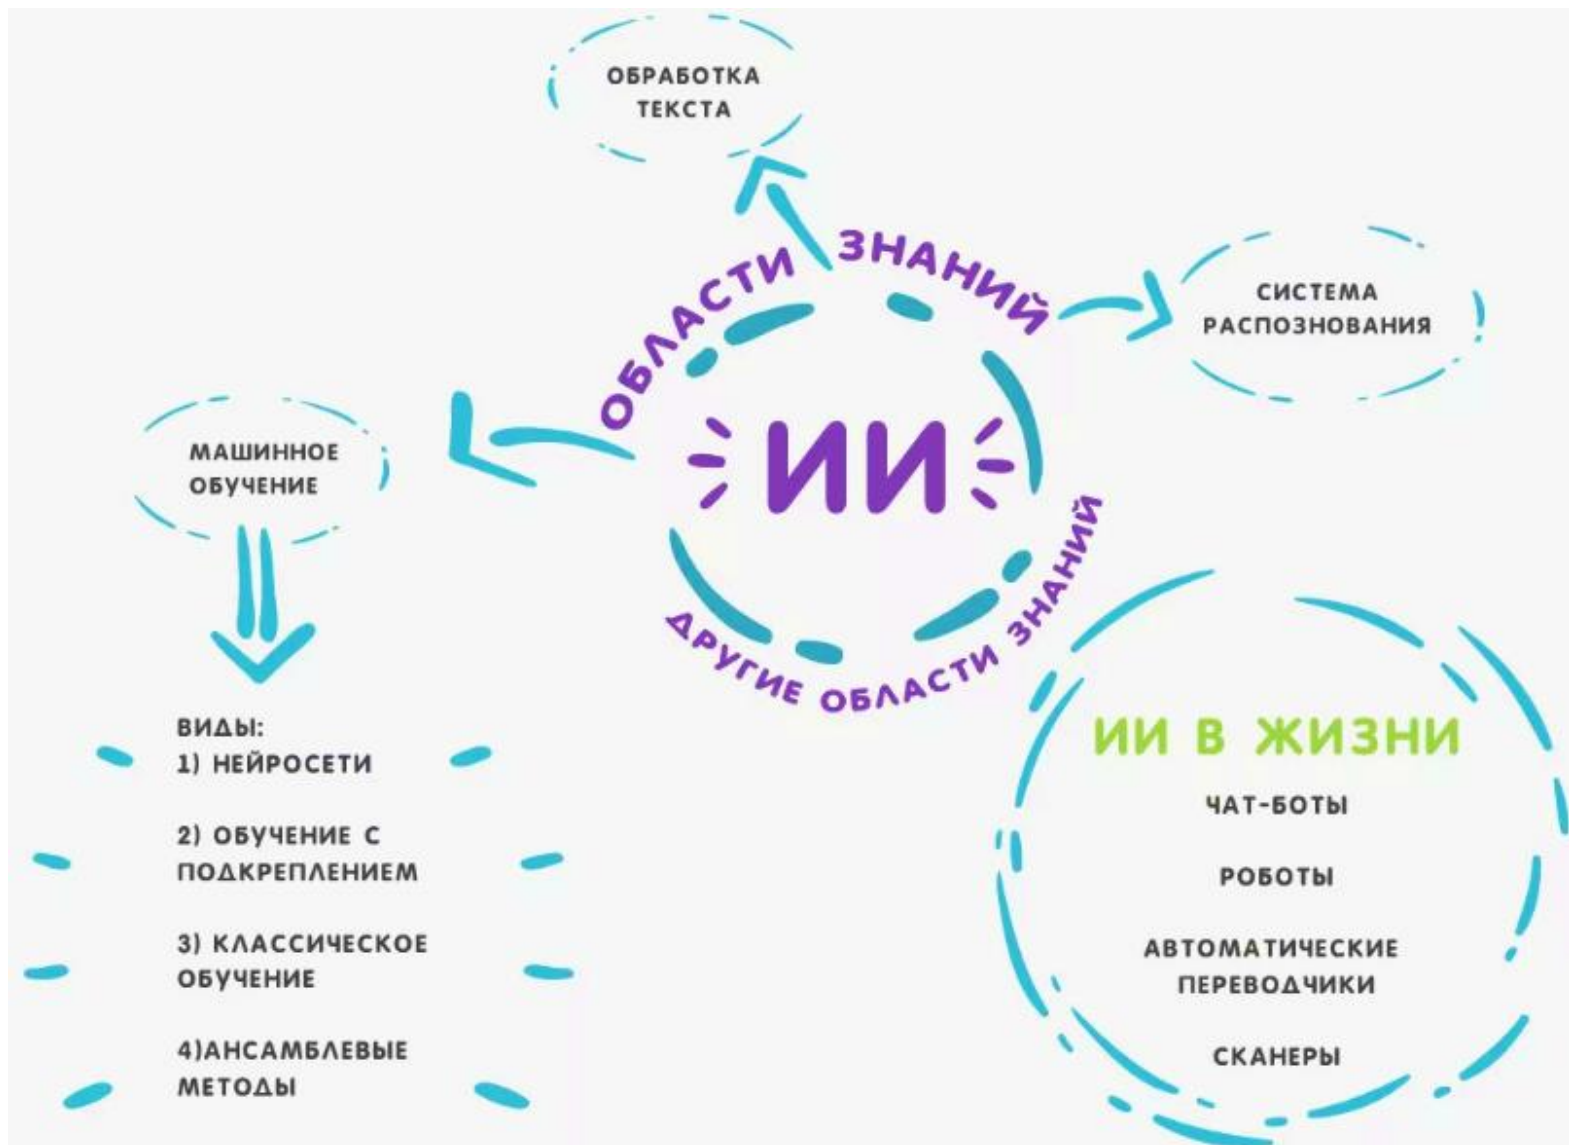 ОБРАБОТКА
ТЕКСТА
ОБЛАСТИ ЗНАНИЙ
СИСТЕМА
РАСПОЗНОВАНИЯ
МАШИННОЕ
ОБУЧЕНИЕ
ИИ
ДРУГИЕ ОБЛАСТИ ЗНАНИЙ
ВИДЫ:
1) НЕЙРОСЕТИ
2) ОБУЧЕНИЕ С
ПОДКРЕПЛЕНИЕМ
3) КЛАССИЧЕСКОЕ
ОБУЧЕНИЕ
4)АНСАМБЛЕВЫЕ
МЕТОДЫ
ИИ В ЖИЗНИ
ЧАТ-БОТЫ
РОБОТЫ
АВТОМАТИЧЕСКИЕ
ПЕРЕВОДЧИКИ
СКАНЕРЫ